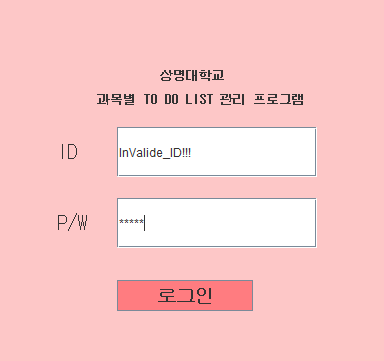 상명대학교
과목별 TO DO LIST 관리 프로그램
ID
InValide_ID!!!
P/W
*****
로그인